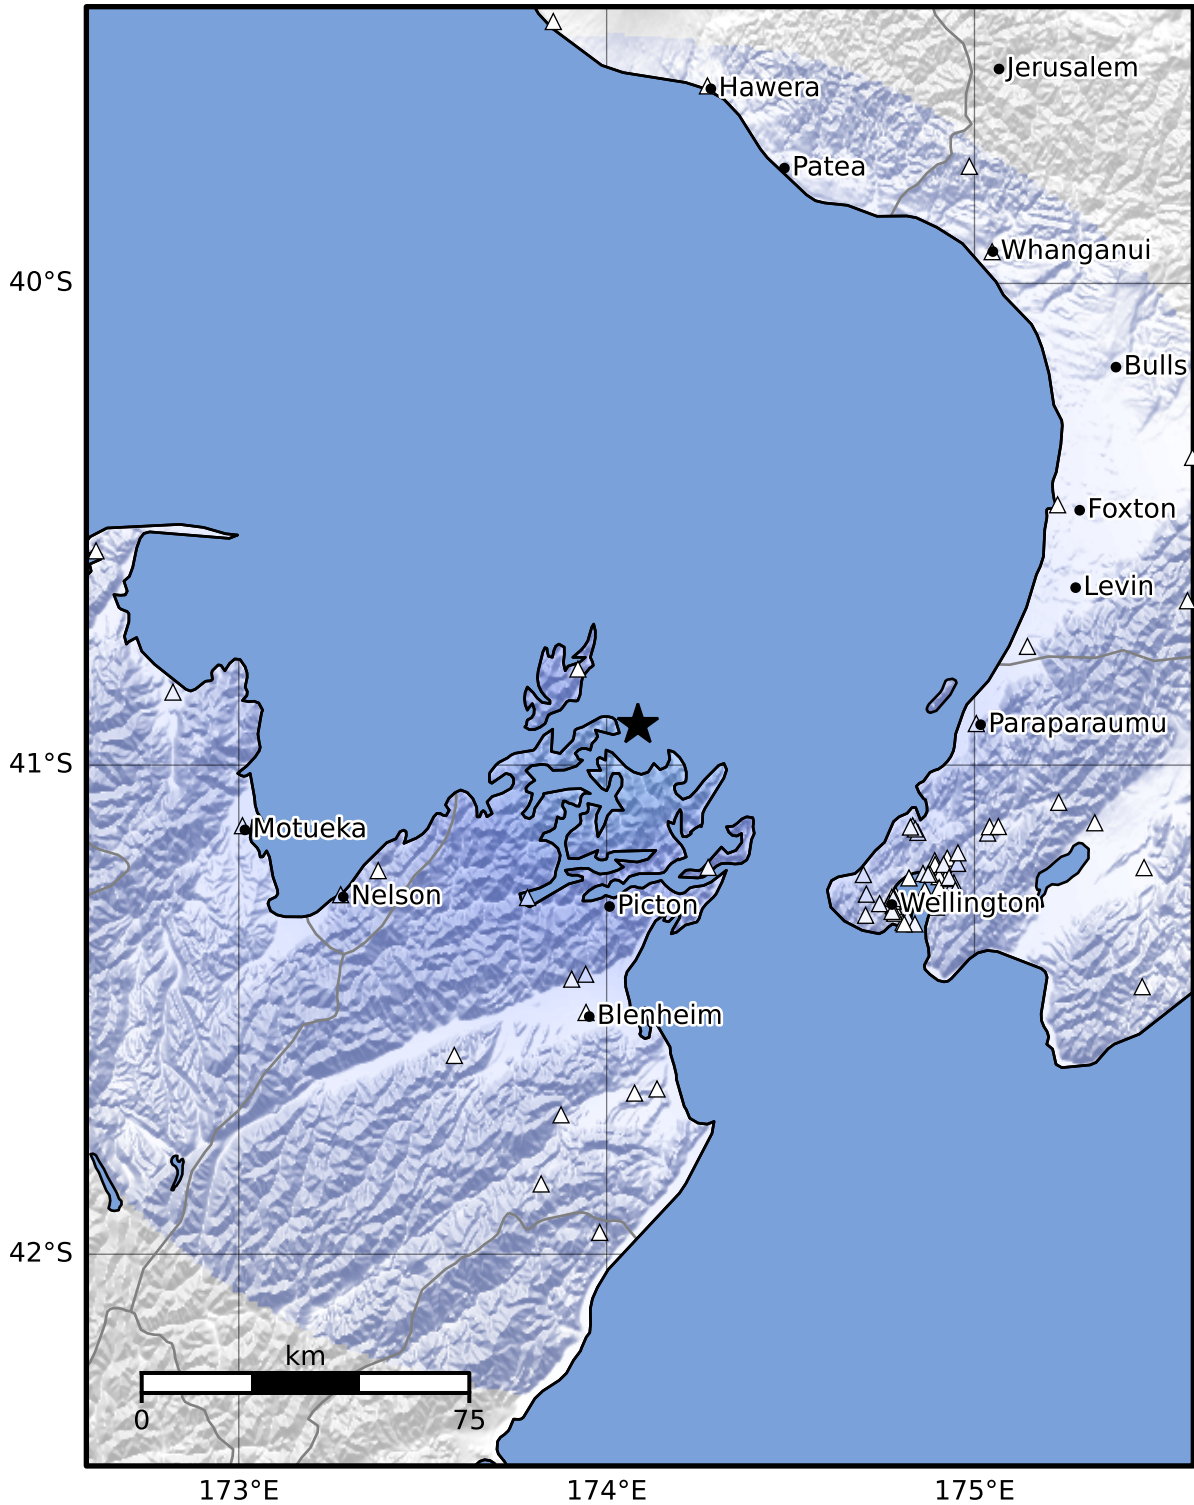 Jerusalem
Hawera
Patea
Whanganui
40°S
Bulls
Foxton
Levin
Paraparaumu
41°S
Motueka
Nelson
Picton
Wellington
Blenheim
42°S
km
0 75
173°E 174°E 175°E